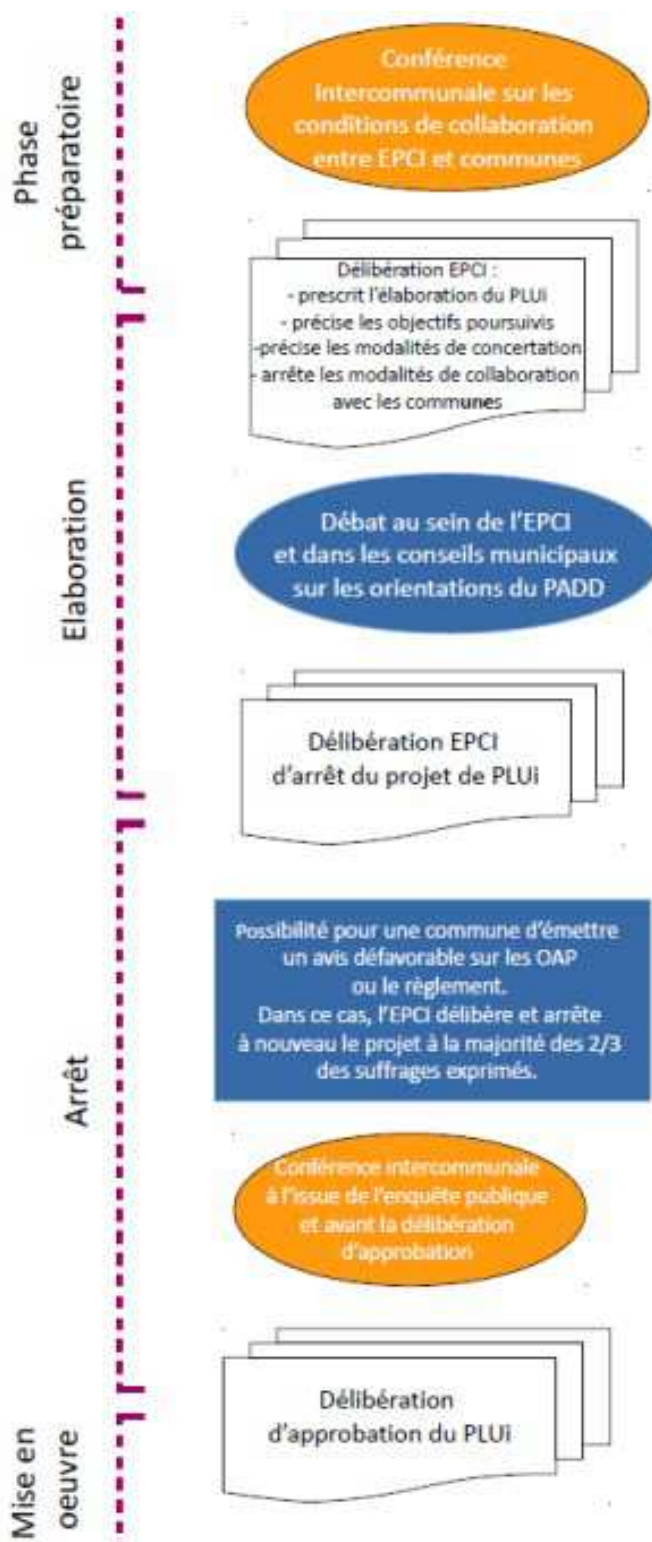 Phase
préparatoire
Conférence
Intercommunale sur les
conditions de collaboration
entre EPCI et communes
Délibération EPCI :
- prescrit l'élaboration du PLUi
- précise les objectifs poursuivis
-précise les modalités de concertation
- arrête les modalités de collaboration
avec les communes
Elaboration
Débat au sein de l'EPCI
et dans les conseils municipaux
sur les orientations du PADD
Délibération EPCI
d'arrêt du projet de PLUi
Arrêt
Possibilité pour une commune d'émettre
un avis défavorable sur les OAP
ou le règlement.
Dans ce cas, l'EPCI délibère et arrête
à nouveau le projet à la majorité des 2/3
des suffrages exprimés.
Conférence intercommunale
à l'issue de l'enquête publique
et avant la délibération
d'approbation
Délibération
d'approbation du PLUi
Mise en
oeuvre